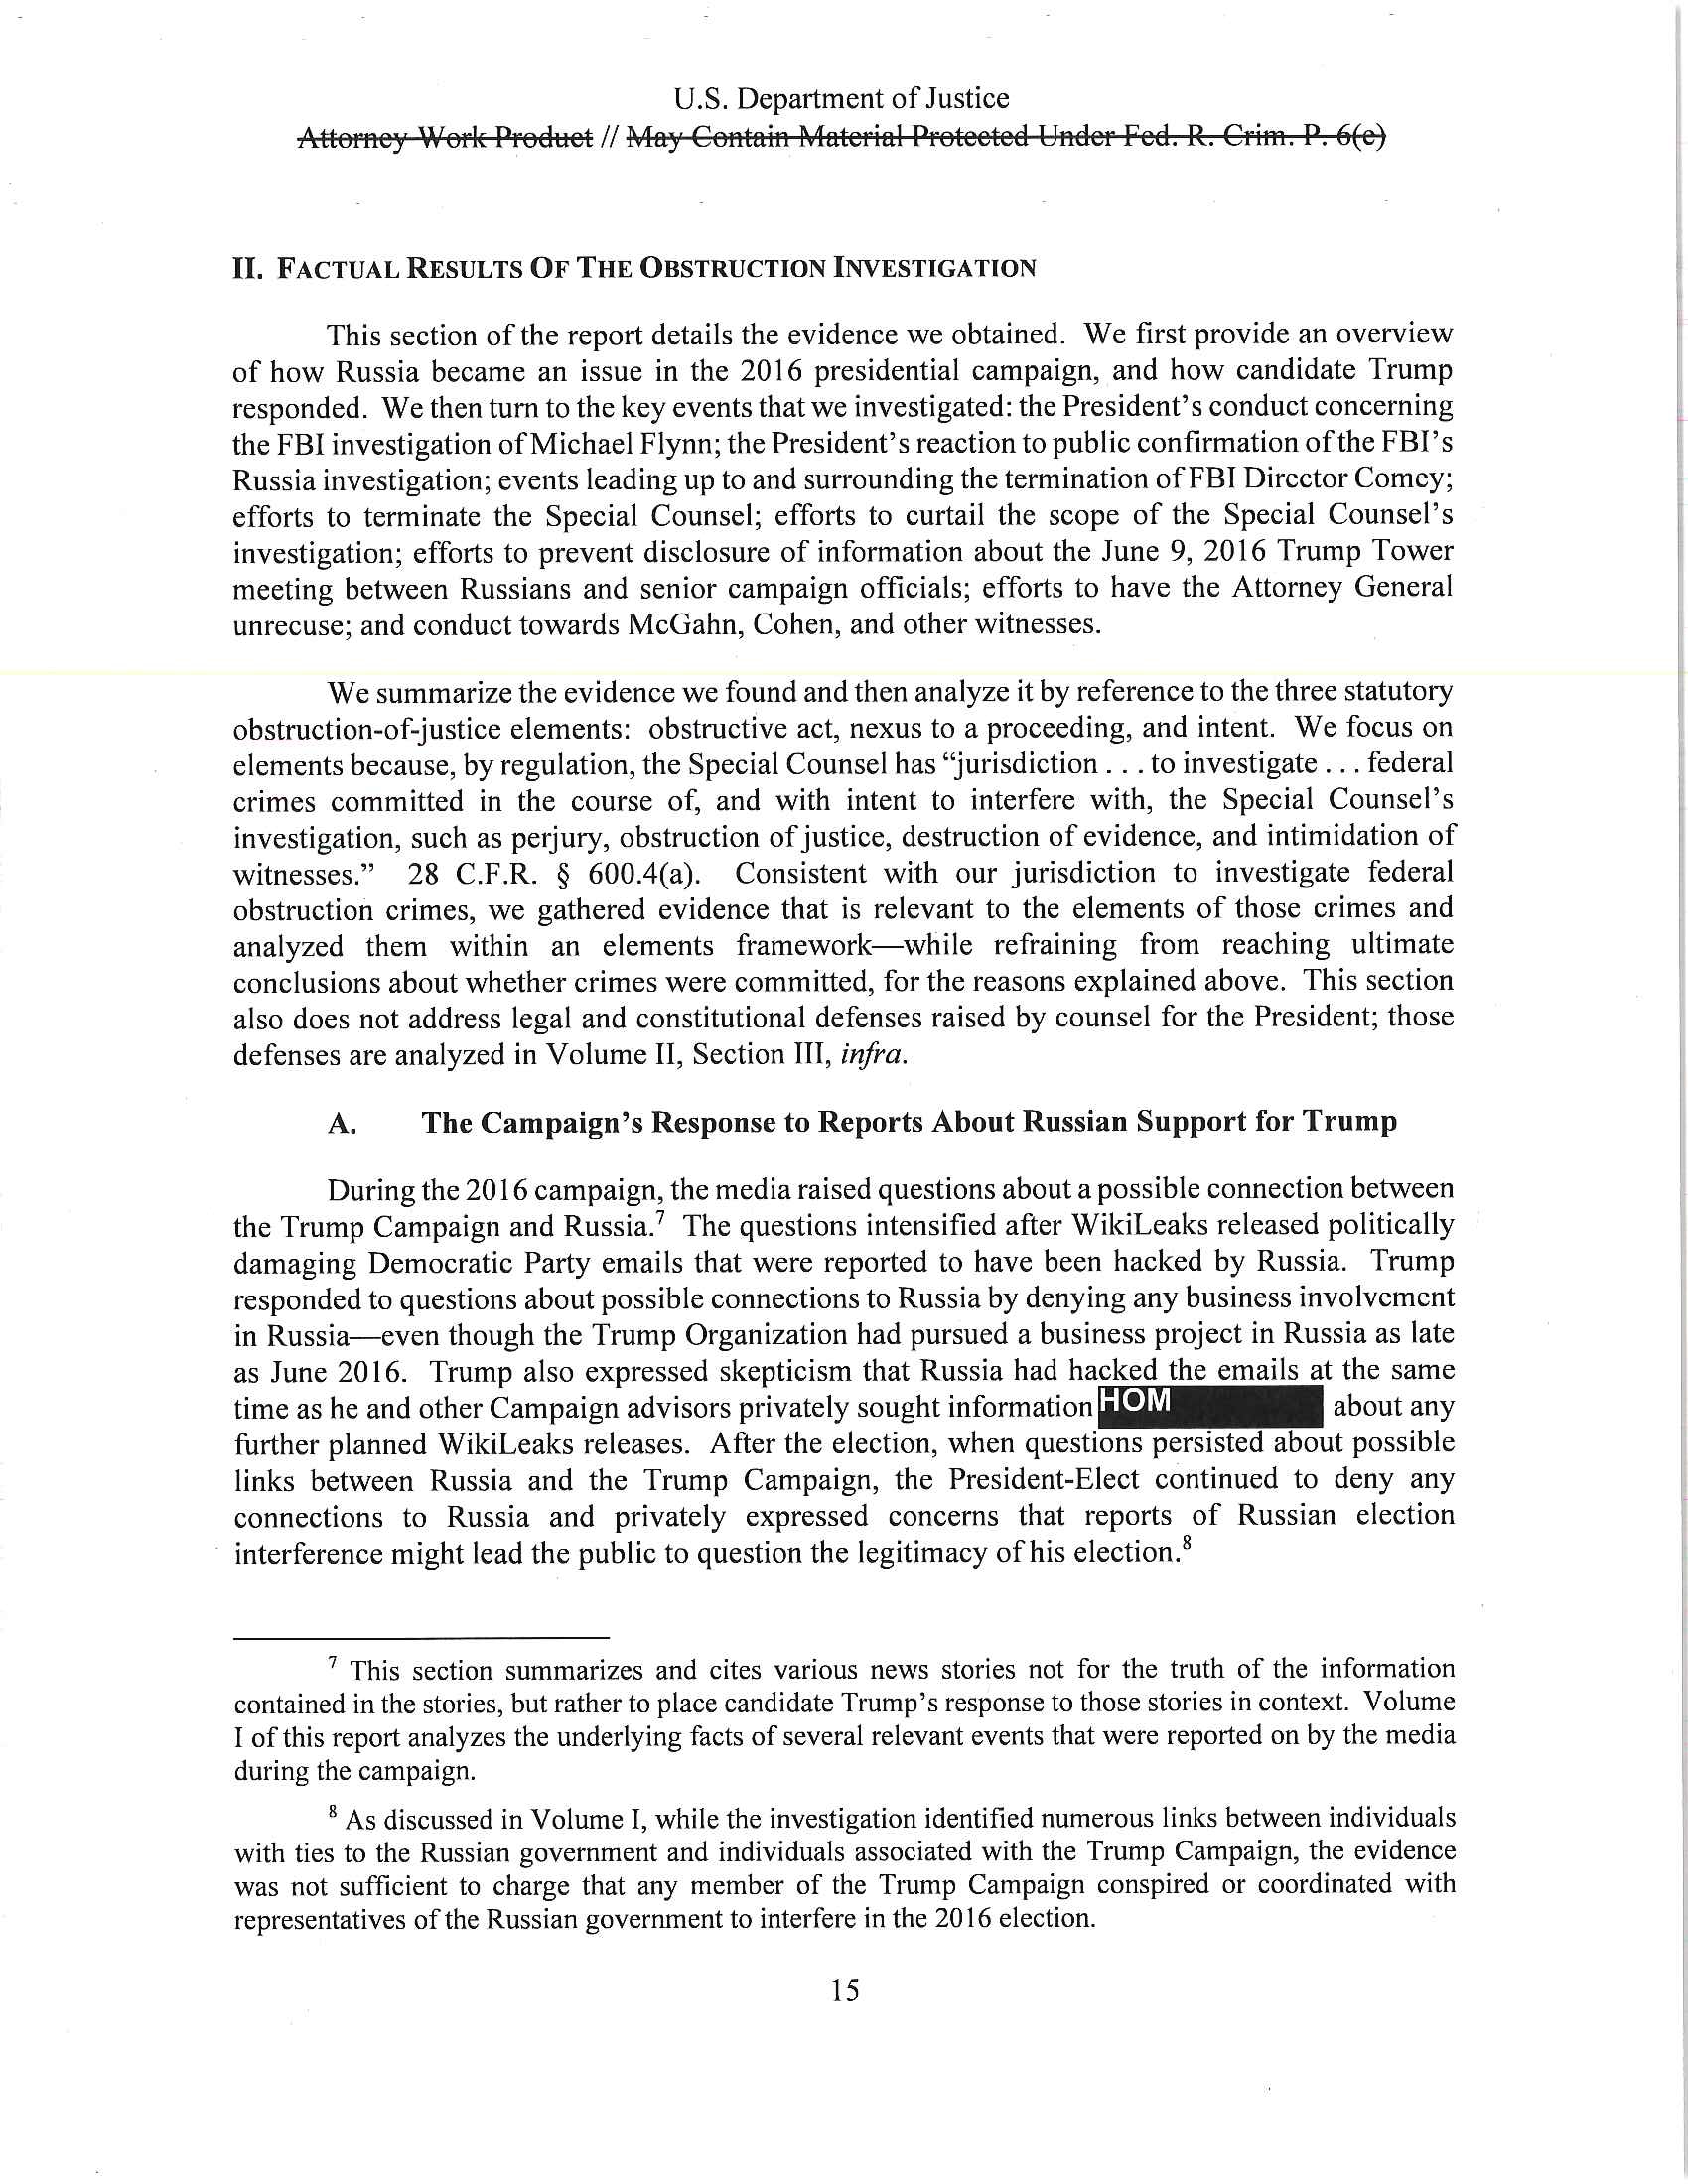 U.S. Department of Justice
Attorney Work Product // May Contain Material Protected Under Fed. R. Crim. P. 6(e)
II. FACTUAL RESULTS OF THE OBSTRUCTION INVESTIGATION
This section of the report details the evidence we obtained. We first provide an overview
of how Russia became an issue in the 2016 presidential campaign, and how candidate Trump
responded. We then turn to the key events that we investigated: the President’s conduct concerning
the FBI investigation of Michael Flynn; the President’s reaction to public confirmation of the FBI’s
Russia investigation; events leading up to and surrounding the termination of FBI Director Comey;
efforts to terminate the Special Counsel; efforts to curtail the scope of the Special Counsel’s
investigation; efforts to prevent disclosure of information about the June 9, 2016 Trump Tower
meeting between Russians and senior campaign officials; efforts to have the Attorney General
unrecuse; and conduct towards McGahn, Cohen, and other witnesses.
We summarize the evidence we found and then analyze it by reference to the three statutory
obstruction-of-justice elements: obstructive act, nexus to a proceeding, and intent. We focus on
elements because, by regulation, the Special Counsel has “jurisdiction . . . to investigate . . . federal
crimes committed in the course of, and with intent to interfere with, the Special Counsel’s
investigation, such as perjury, obstruction of justice, destruction of evidence, and intimidation of
witnesses.” 28 C.F.R. § 600.4(a). Consistent with our jurisdiction to investigate federal
obstruction crimes, we gathered evidence that is relevant to the elements of those crimes and
analyzed them within an elements framework—while refraining from reaching ultimate
conclusions about whether crimes were committed, for the reasons explained above. This section
also does not address legal and constitutional defenses raised by counsel for the President; those
defenses are analyzed in Volume II, Section III, infra.
A. The Campaign’s Response to Reports About Russian Support for Trump
During the 2016 campaign, the media raised questions about a possible connection between
the Trump Campaign and Russia.7 The questions intensified after WikiLeaks released politically
damaging Democratic Party emails that were reported to have been hacked by Russia. Trump
responded to questions about possible connections to Russia by denying any business involvement
in Russia—even though the Trump Organization had pursued a business project in Russia as late
as June 2016. Trump also expressed skepticism that Russia had hacked the emails at the same
time as he and other Campaign advisors privately sought information HOM about any
further planned WikiLeaks releases. After the election, when questions persisted about possible
links between Russia and the Trump Campaign, the President-Elect continued to deny any
connections to Russia and privately expressed concerns that reports of Russian election
interference might lead the public to question the legitimacy of his election.8
7 This section summarizes and cites various news stories not for the truth of the information
contained in the stories, but rather to place candidate Trump’s response to those stories in context. Volume
I of this report analyzes the underlying facts of several relevant events that were reported on by the media
during the campaign.
8 As discussed in Volume I, while the investigation identified numerous links between individuals
with ties to the Russian government and individuals associated with the Trump Campaign, the evidence
was not sufficient to charge that any member of the Trump Campaign conspired or coordinated with
representatives of the Russian government to interfere in the 2016 election.
15